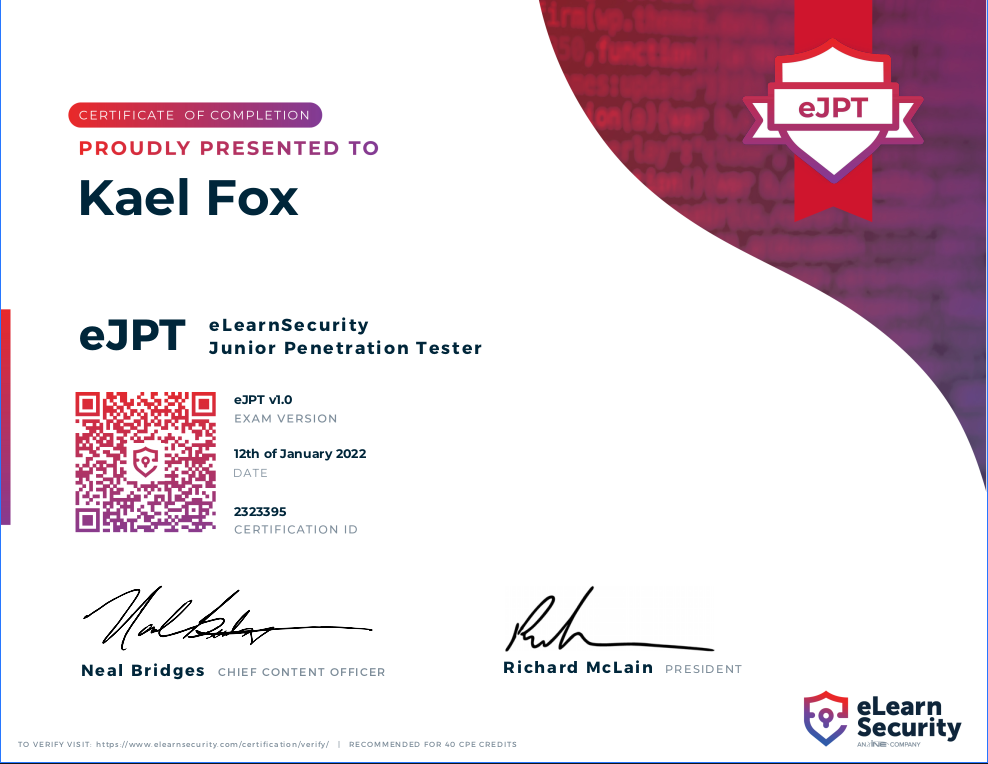 eJPT
CERTIFICATE OF COMPLETION
PROUDLY PRESENTED TO
Kael Fox
eJPT
eLearnSecurity
Junior Penetration Tester
eJPT v1.0
EXAM VERSION
12th of January 2022
DATE
2323395
CERTIFICATION ID
Neal Bridges CHIEF CONTENT OFFICER
Richard McLain PRESIDENT
eLearn
Security
AN INE COMPANY
TO VERIFY VISIT: https://www.elearnsecurity.com/certification/verify/ | RECOMMENDED FOR 40 CPE CREDITS